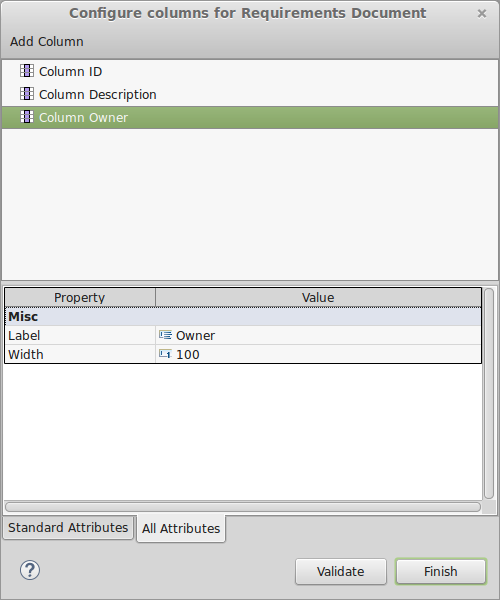 Configure columns for Requirements Document
Add Column
Column ID
Column Description
Column Owner
Property Value
Misc
Label Owner
Width 100
Standard Attributes All Attributes
? Validate Finish